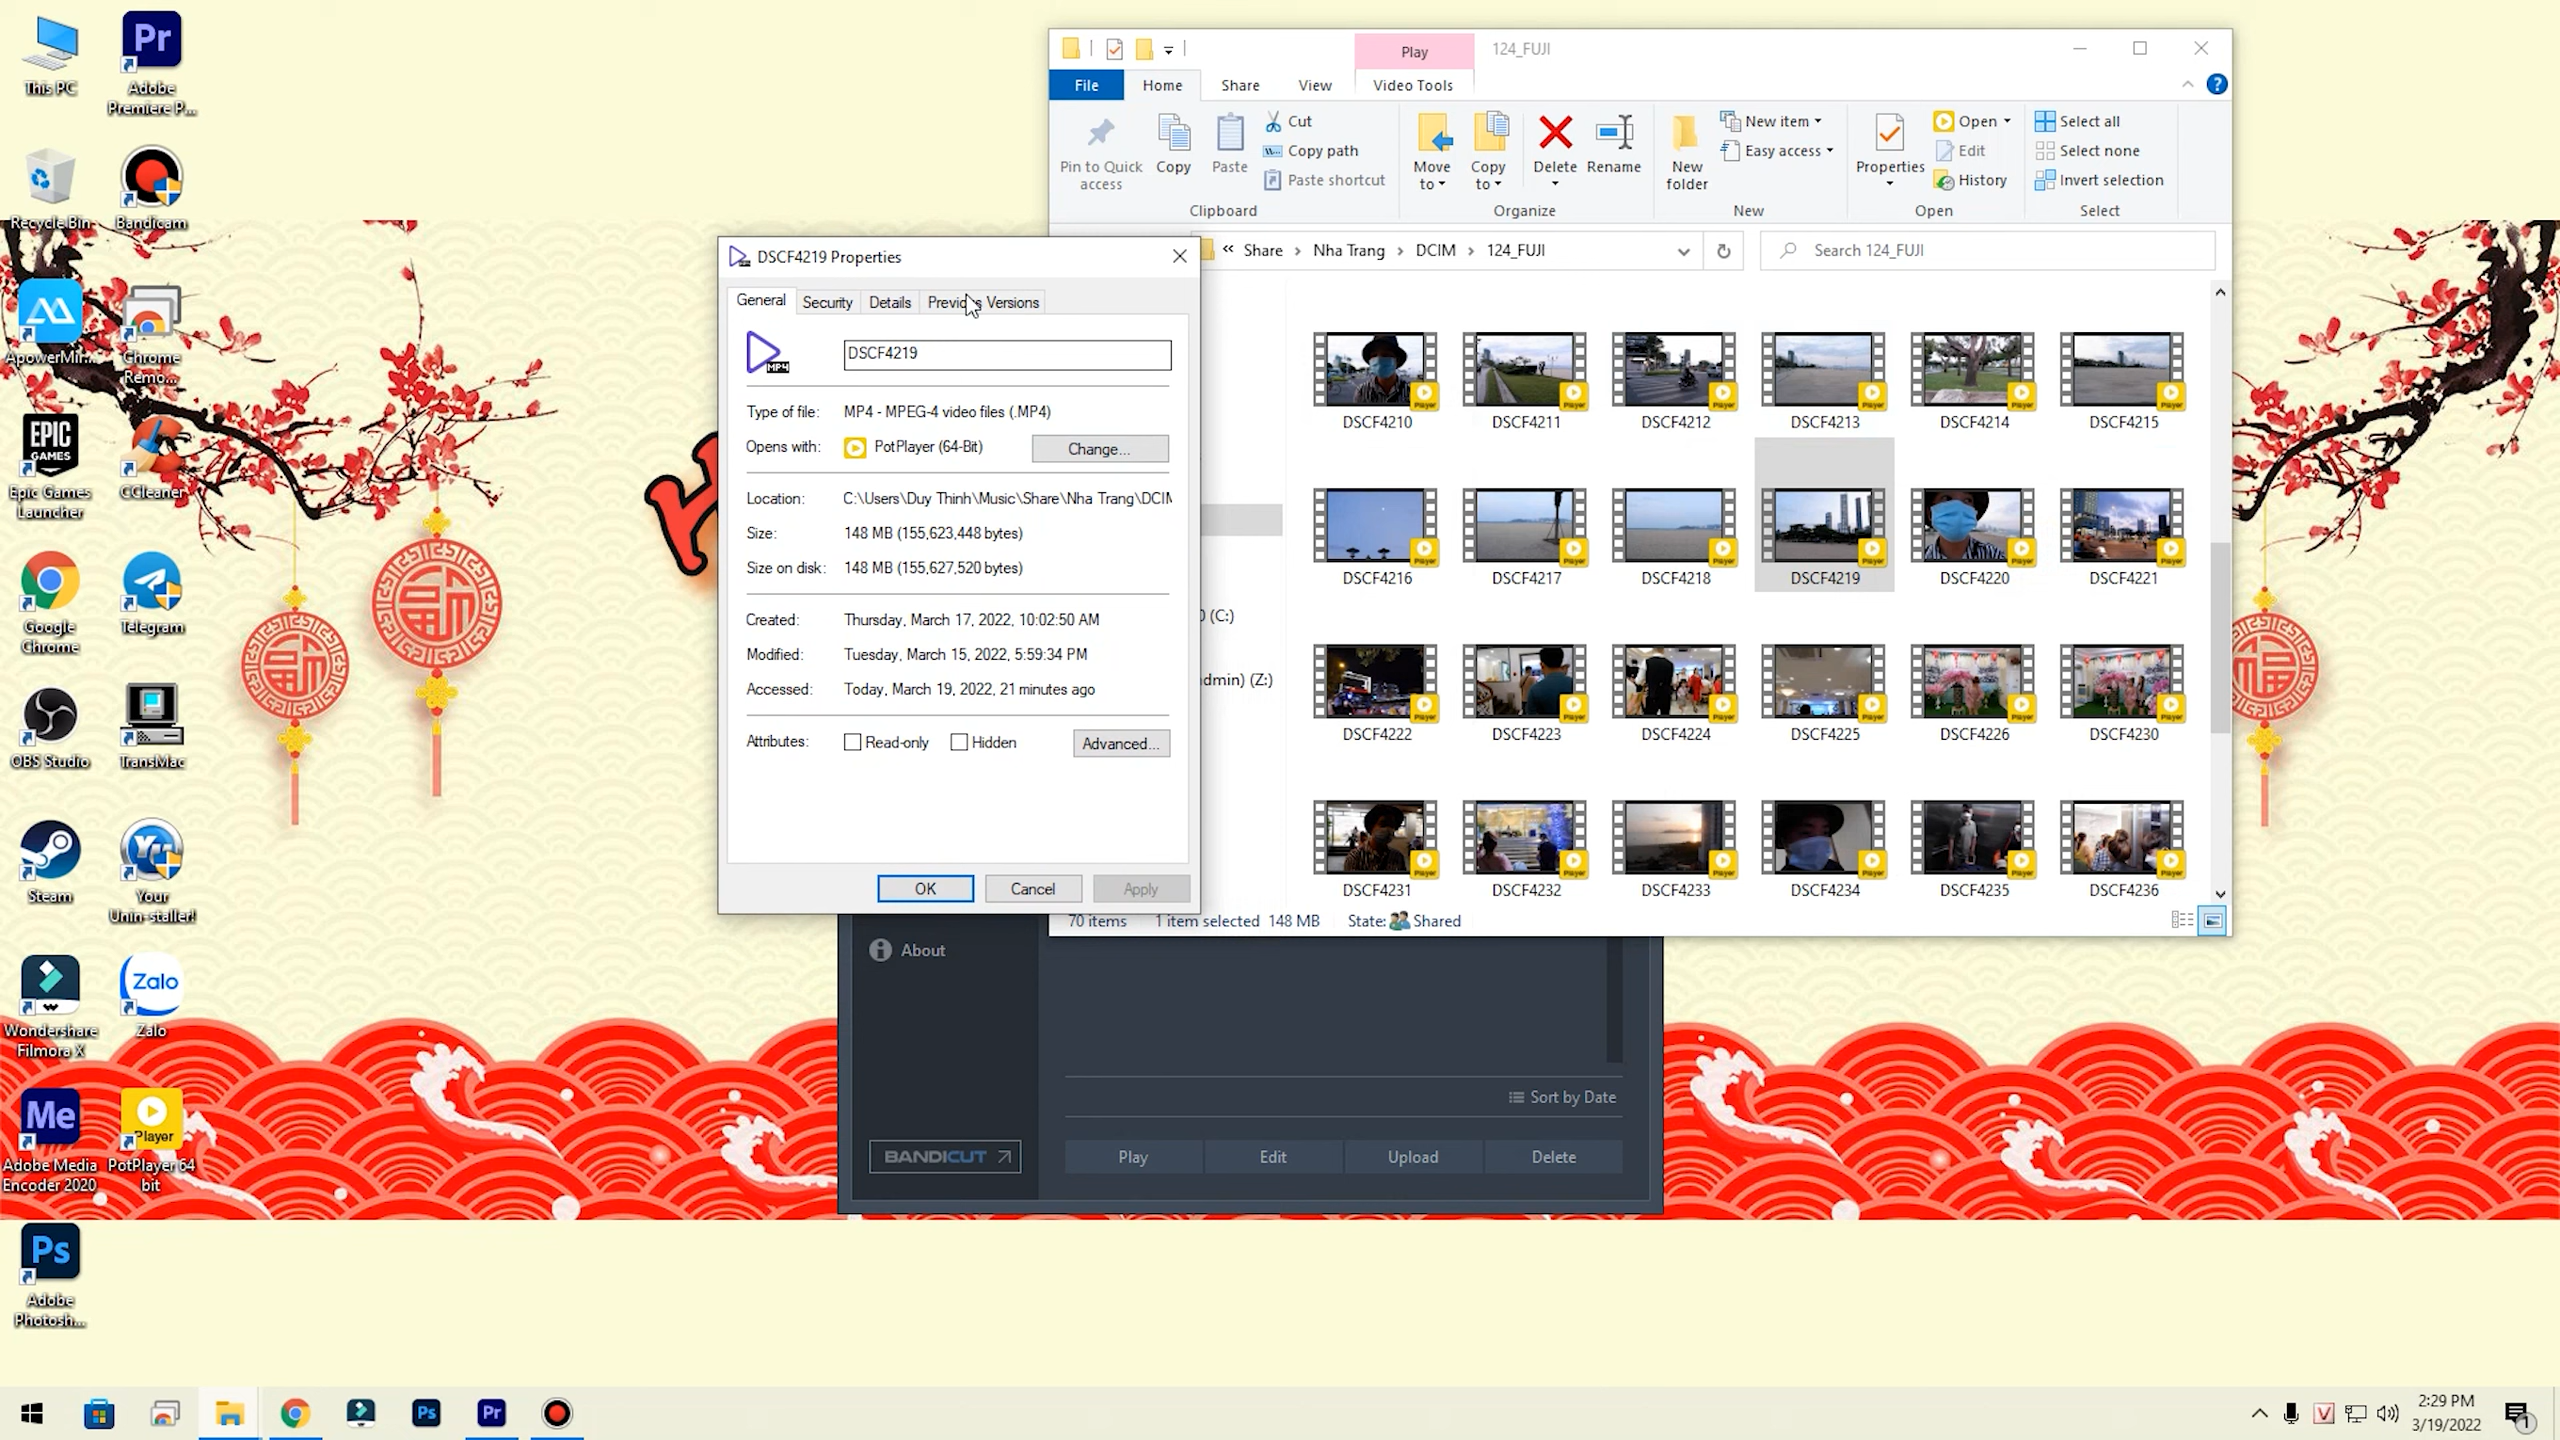 This PC
Adobe
Premiere P...
Recycle Bin
Bandicam
ApowerMir...
Chrome
Remo...
EPIC
GAMES
Epic Games
Launcher
CCleaner
Google
Chrome
Telegram
OBS Studio
TransMac
Steam
Your
Unin-staller!
Wondershare
Filmora X
Zalo
Zalo
Adobe Media
Encoder 2020
Player
PotPlayer 64
bit
Adobe
Photosh...
Play
124_FUJI
File
Home
Share
View
Video Tools
Pin to Quick
access
Copy
Paste
Cut
Copy path
Paste shortcut
Clipboard
Move
to
Copy
to
Delete
Rename
Organize
New
folder
New item
Easy access
New
Properties
Open
Edit
History
Open
Select all
Select none
Invert selection
Select
« Share > Nha Trang > DCIM > 124_FUJI
Search 124_FUJI
DSCF4219 Properties
General
Security
Details
Previous Versions
MP4
DSCF4219
Type of file: MP4 - MPEG-4 video files (.MP4)
Opens with: PotPlayer (64-Bit)
Change...
Location: C:\Users\Duy Thinh\Music\Share\Nha Trang\DCIM
Size: 148 MB (155,623,448 bytes)
Size on disk: 148 MB (155,627,520 bytes)
Created: Thursday, March 17, 2022, 10:02:50 AM
Modified: Tuesday, March 15, 2022, 5:59:34 PM
Accessed: Today, March 19, 2022, 21 minutes ago
Attributes: Read-only Hidden
Advanced...
OK
Cancel
Apply
(C:)
dmin) (Z:)
DSCF4210 DSCF4211 DSCF4212 DSCF4213 DSCF4214 DSCF4215
DSCF4216 DSCF4217 DSCF4218 DSCF4219 DSCF4220 DSCF4221
DSCF4222 DSCF4223 DSCF4224 DSCF4225 DSCF4226 DSCF4230
DSCF4231 DSCF4232 DSCF4233 DSCF4234 DSCF4235 DSCF4236
70 items 1 item selected 148 MB State: Shared
About
Sort by Date
BANDICUT
Play
Edit
Upload
Delete
2:29 PM
3/19/2022
1